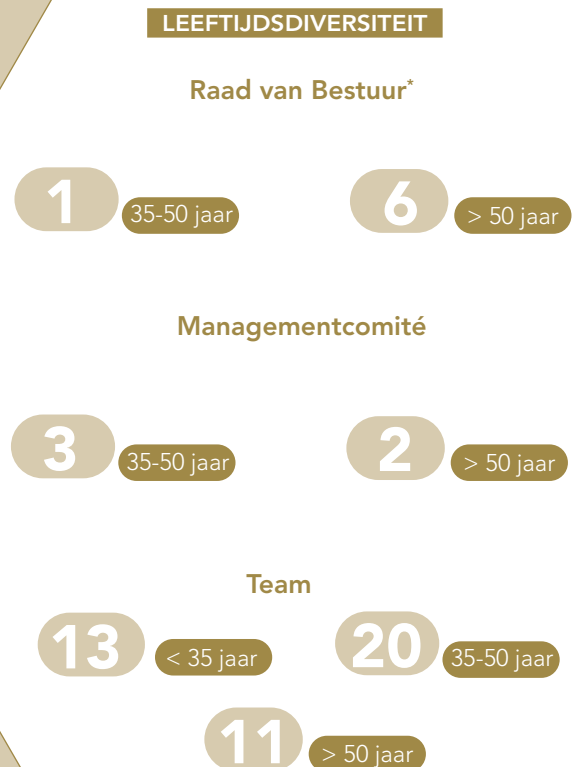 LEEFTIJDSDIVERSITEIT
Raad van Bestuur*
1 35-50 jaar 6 > 50 jaar
Managementcomité
3 35-50 jaar 2 > 50 jaar
Team
13 < 35 jaar 20 35-50 jaar
11 > 50 jaar